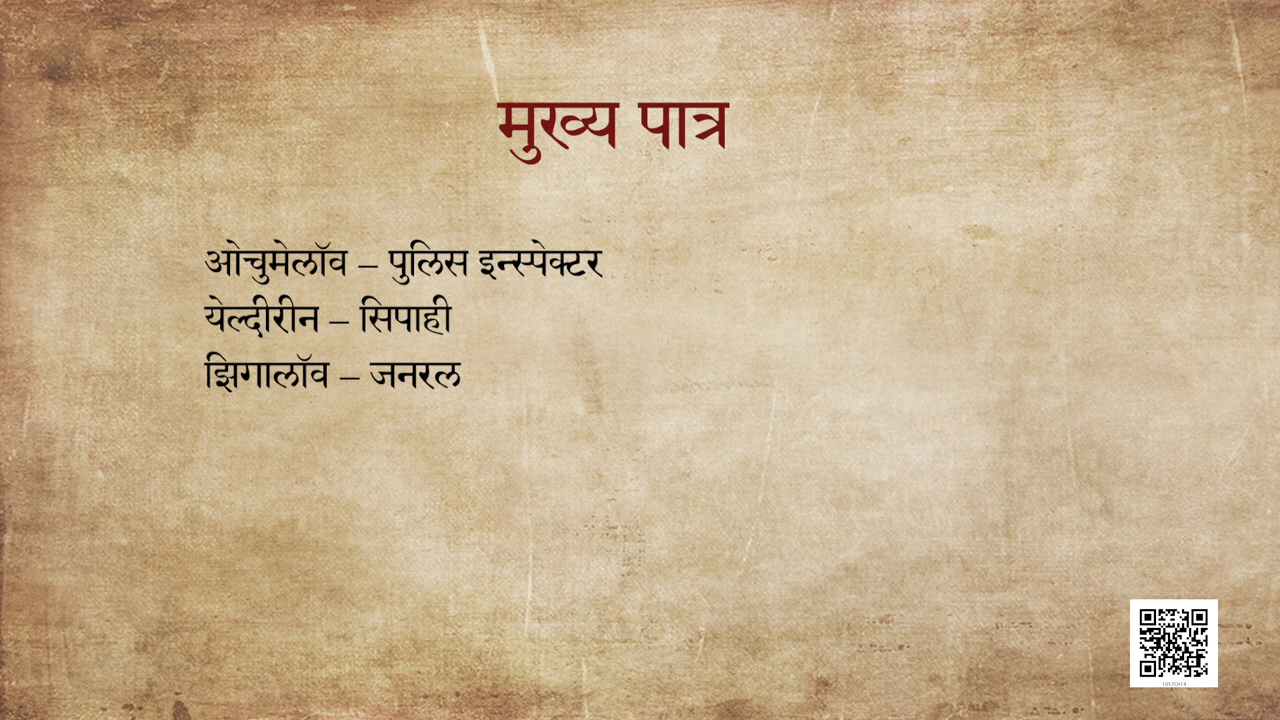 मुख्य पात्र
ओचुमेलॉव – पुलिस इन्स्पेक्टर
येल्दीरीन – सिपाही
झिगालॉव – जनरल